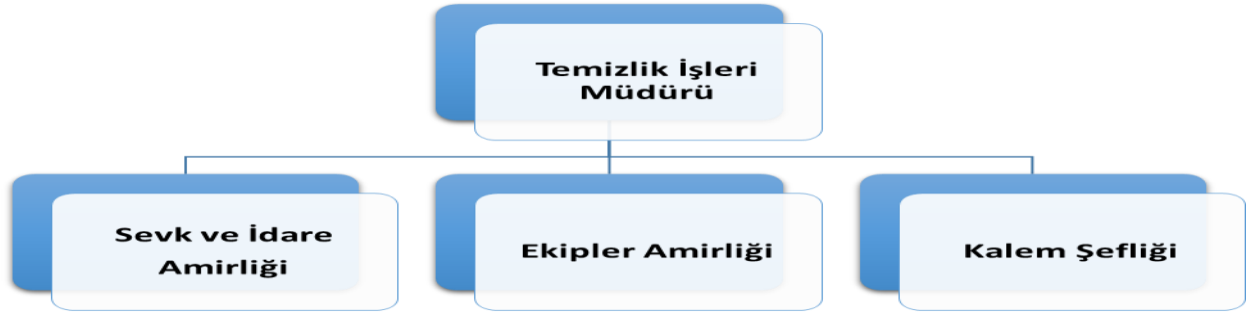 Temizlik İşleri
Müdürü
Sevk ve İdare
Amirliği
Ekipler Amirliği
Kalem Şefliği